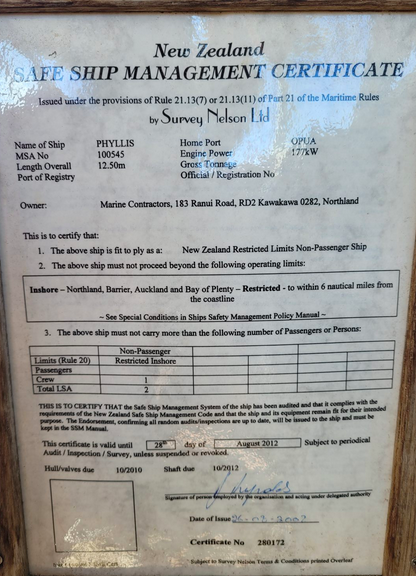 New Zealand
SAFE SHIP MANAGEMENT CERTIFICATE
Issued under the provisions of Rule 21.13(7) or 21.13(11) of Part 21 of the Maritime Rules
by Survey Nelson Ltd
Name of Ship PHYLLIS Home Port OPUA
MSA No 100545 Engine Power 177kW
Length Overall 12.50m Gross Tonnage
Port of Registry Official / Registration No
Owner: Marine Contractors, 183 Ranui Road, RD2 Kawakawa 0282, Northland
This is to certify that:
1. The above ship is fit to ply as a: New Zealand Restricted Limits Non-Passenger Ship
2. The above ship must not proceed beyond the following operating limits:
Inshore – Northland, Barrier, Auckland and Bay of Plenty – Restricted - to within 6 nautical miles from
the coastline
~ See Special Conditions in Ships Safety Management Policy Manual ~
3. The above ship must not carry more than the following number of Passengers or Persons:
Non-Passenger
Limits (Rule 20) Restricted Inshore
Passengers
Crew 1
Total LSA 2
THIS IS TO CERTIFY THAT the Safe Ship Management System of the ship has been audited and that it complies with the
requirements of the New Zealand Safe Ship Management Code and that the ship and its equipment remain fit for their intended
purpose. The Endorsement, confirming all random audits/inspections are up to date, will be issued to the ship and must be
kept in the SSM Manual.
This certificate is valid until 28th day of August 2012 Subject to periodical
Audit / Inspection / Survey, unless suspended or revoked.
Hull/valves due 10/2010 Shaft due 10/2012
Signature of person employed by the organisation and acting under delegated authority
Date of Issue
Certificate No 280172
Subject to Survey Nelson Terms & Conditions printed Overleaf